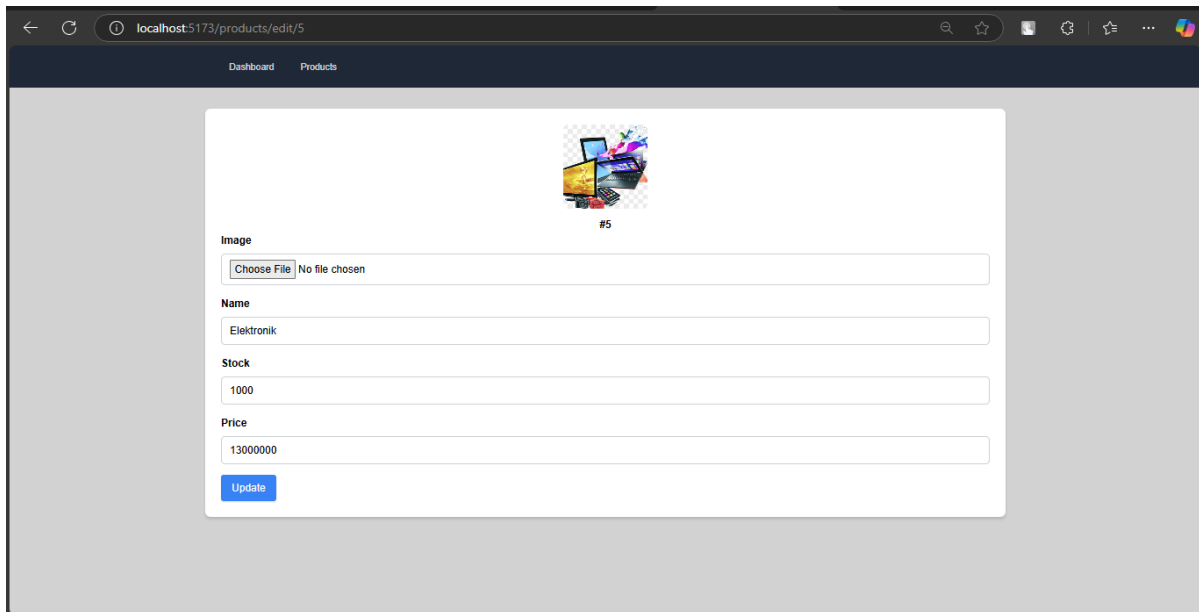 localhost:5173/products/edit/5
Dashboard Products
#5
Image
Choose File No file chosen
Name
Elektronik
Stock
1000
Price
13000000
Update